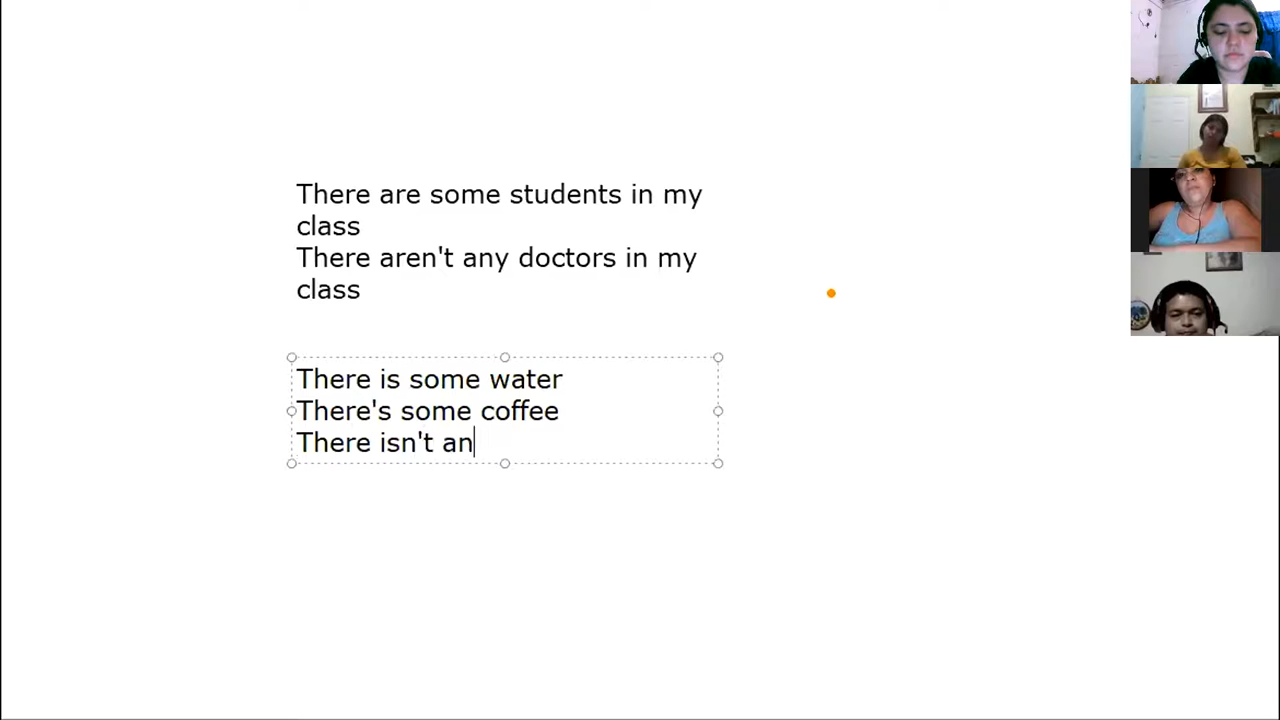 There are some students in my
class
There aren't any doctors in my
class
There is some water
There's some coffee
There isn't an